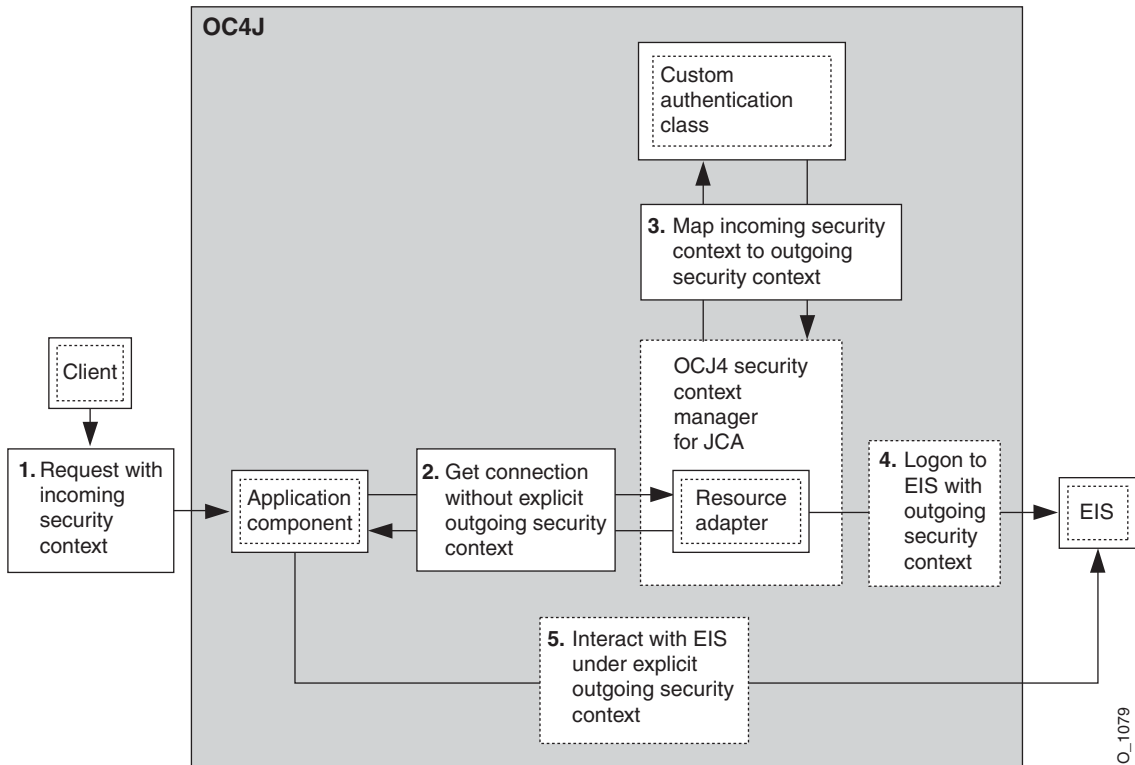 OC4J
Custom
authentication
class
3. Map incoming security
context to outgoing
security context
Client
OCJ4 security
context
manager
for JCA
1. Request with
incoming
security
context
Application
component
2. Get connection
without explicit
outgoing security
context
Resource
adapter
4. Logon to
EIS with
outgoing
security
context
EIS
5. Interact with EIS
under explicit
outgoing security
context
O_1079